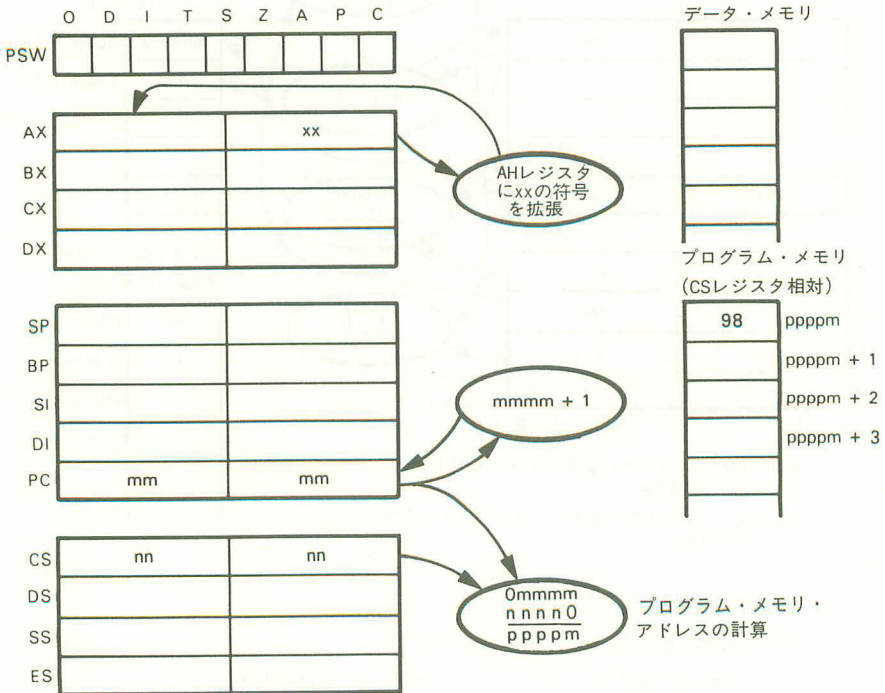 O D I T S Z A P C
PSW
AX xx
BX
CX
DX
AHレジスタ
にxxの符号
を拡張
データ・メモリ
プログラム・メモリ
(CSレジスタ相対)
98 ppppm
ppppm + 1
ppppm + 2
ppppm + 3
SP
BP
SI
DI
PC mm mm
mmmm + 1
CS nn nn
DS
SS
ES
0mmmm
nnnn0
ppppm
プログラム・メモリ・
アドレスの計算